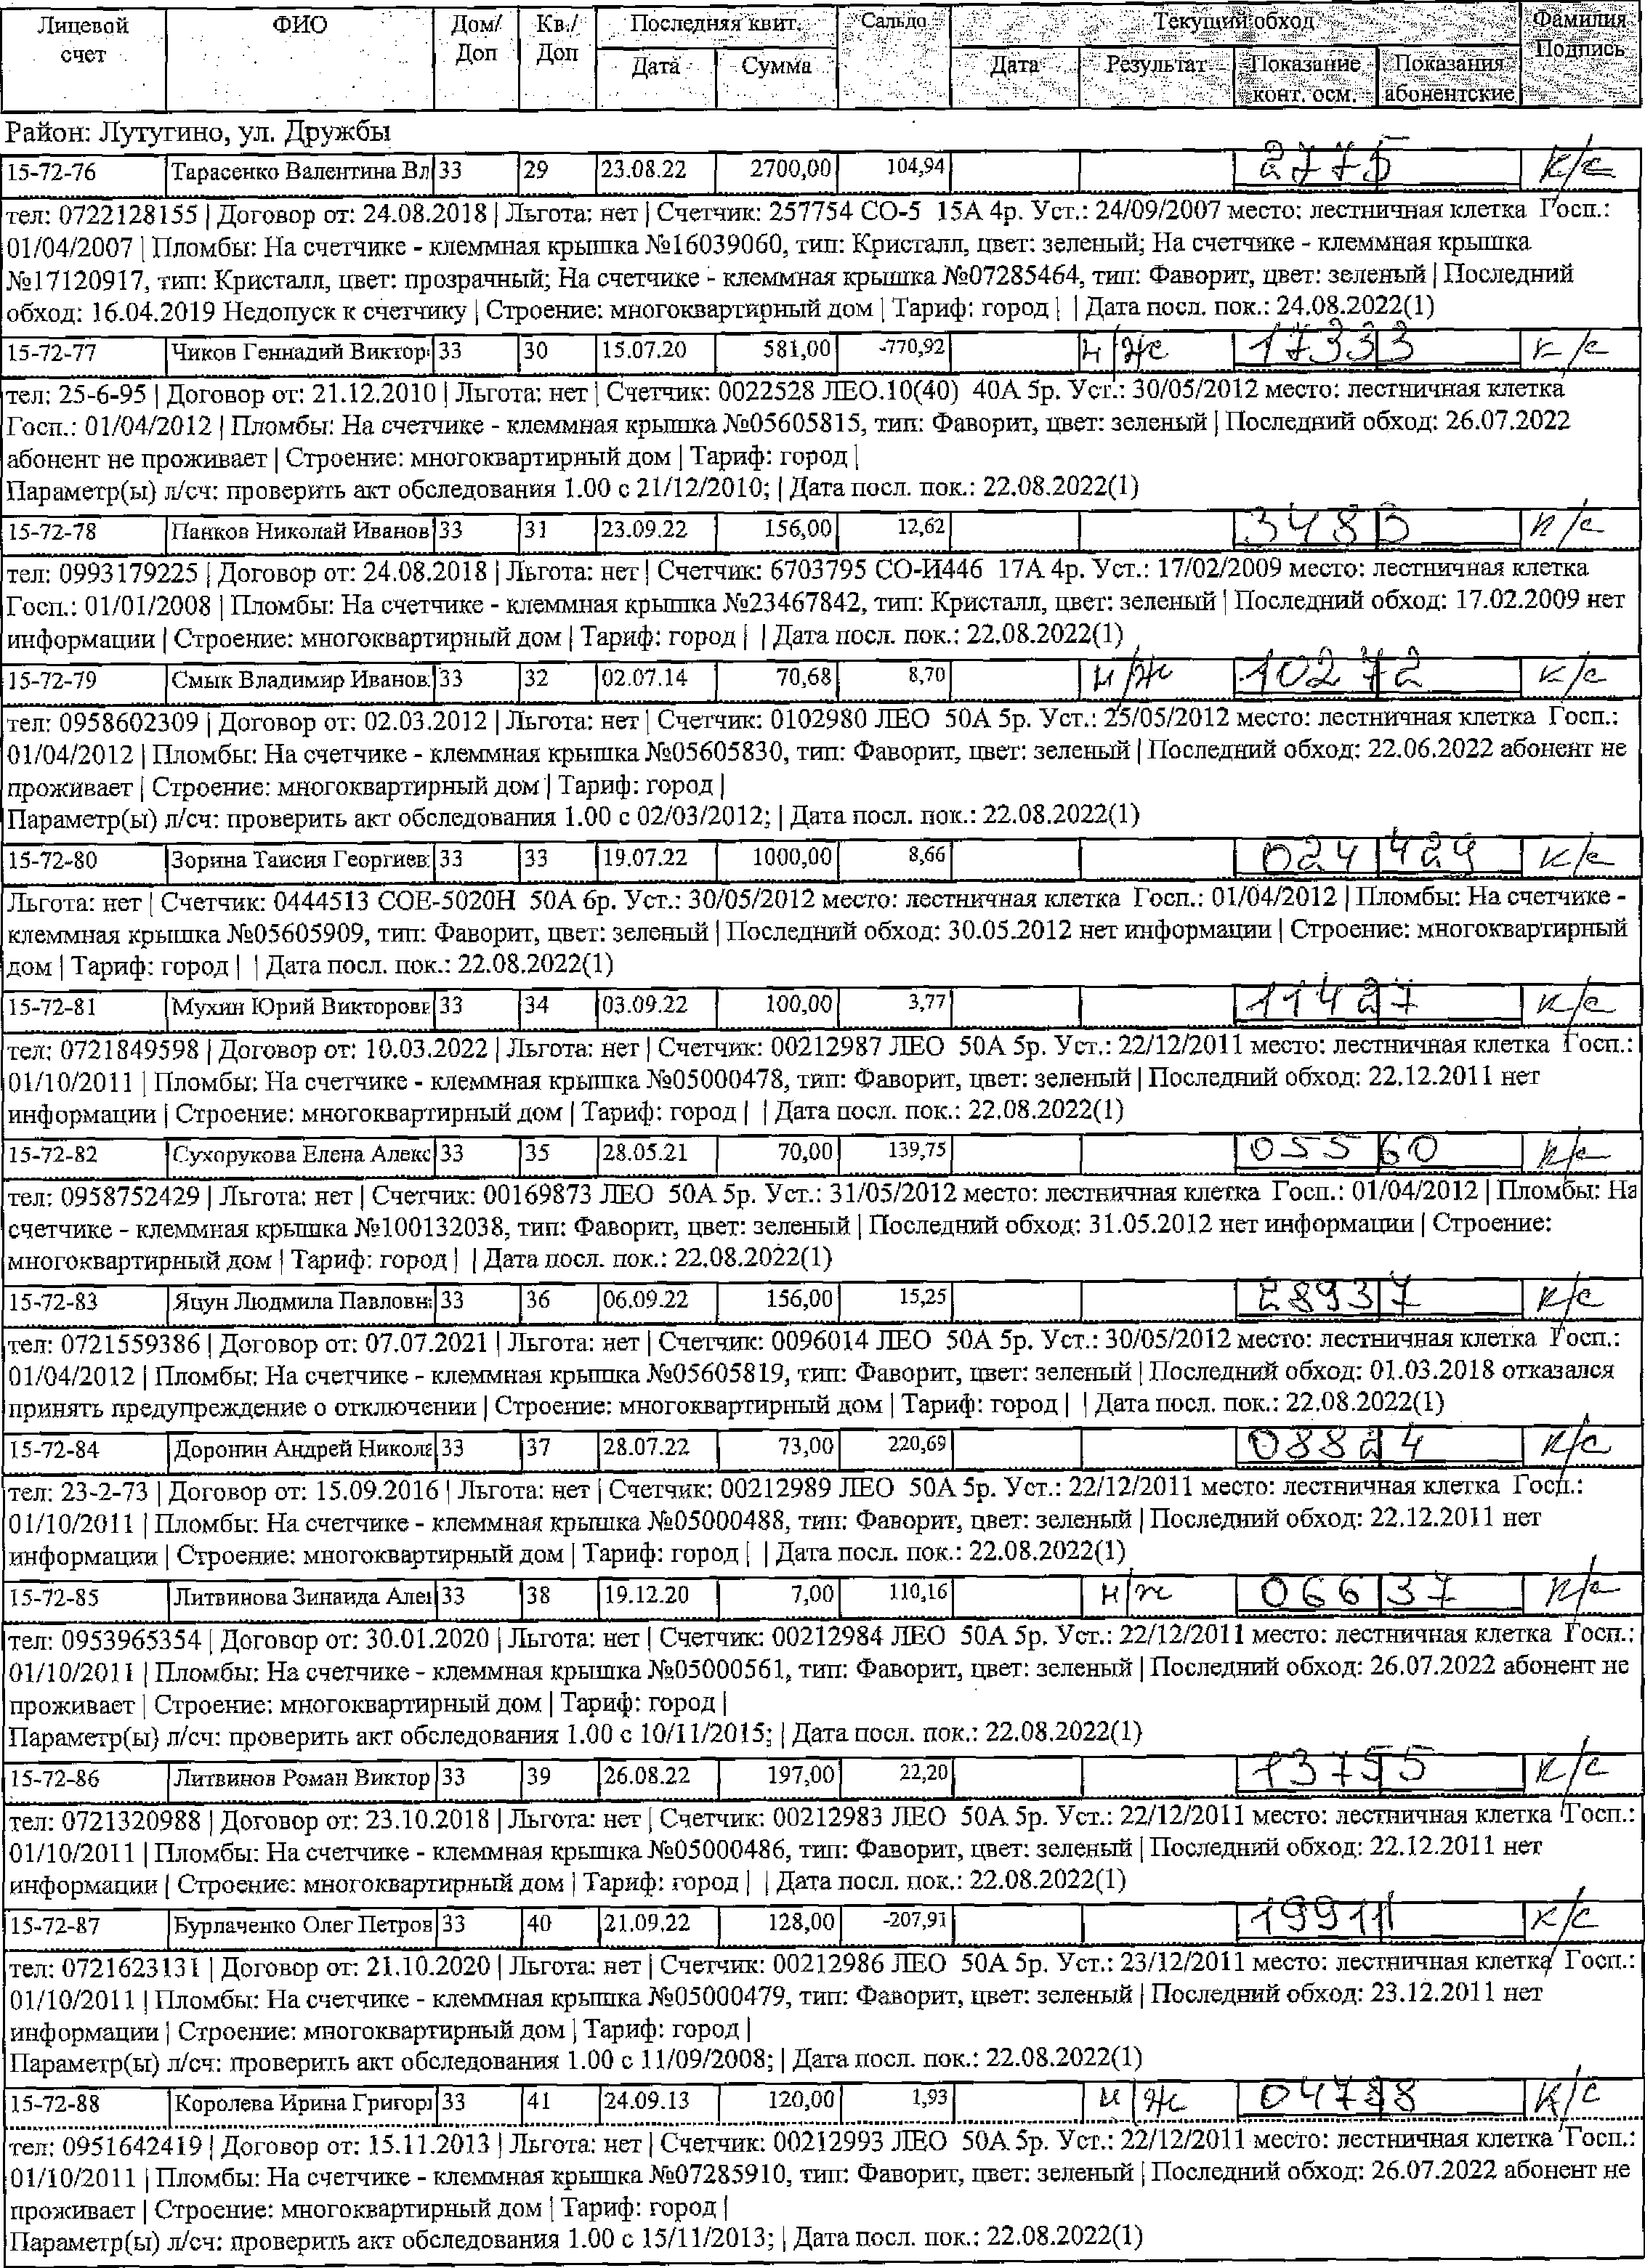 Лицевой счет | ФИО | Дом/ Доп | Кв./ Доп | Последняя квит. Дата | Сумма | Сальдо | Текущий обход Дата | Результат | Показание конт. осм. | Показания абонентские | Фамилия Подпись
Район: Лутугино, ул. Дружбы
15-72-76 Тарасенко Валентина Вл 33 29 23.08.22 2700,00 104,94 2775 к/с
тел: 0722128155 | Договор от: 24.08.2018 | Льгота: нет | Счетчик: 257754 СО-5 15А 4р. Уст.: 24/09/2007 место: лестничная клетка Госп.:
01/04/2007 | Пломбы: На счетчике - клеммная крышка №16039060, тип: Кристалл, цвет: зеленый; На счетчике - клеммная крышка
№17120917, тип: Кристалл, цвет: прозрачный; На счетчике - клеммная крышка №07285464, тип: Фаворит, цвет: зеленый | Последний
обход: 16.04.2019 Недопуск к счетчику | Строение: многоквартирный дом | Тариф: город | | Дата посл. пок.: 24.08.2022(1)
15-72-77 Чиков Геннадий Виктор 33 30 15.07.20 581,00 -770,92 н/ж 17333 к/с
тел: 25-6-95 | Договор от: 21.12.2010 | Льгота: нет | Счетчик: 0022528 ЛЕО.10(40) 40А 5р. Уст.: 30/05/2012 место: лестничная клетка
Госп.: 01/04/2012 | Пломбы: На счетчике - клеммная крышка №05605815, тип: Фаворит, цвет: зеленый | Последний обход: 26.07.2022
абонент не проживает | Строение: многоквартирный дом | Тариф: город |
Параметр(ы) л/сч: проверить акт обследования 1.00 с 21/12/2010; | Дата посл. пок.: 22.08.2022(1)
15-72-78 Панков Николай Иванов 33 31 23.09.22 156,00 12,62 3483 к/с
тел: 0993179225 | Договор от: 24.08.2018 | Льгота: нет | Счетчик: 6703795 СО-И446 17А 4р. Уст.: 17/02/2009 место: лестничная клетка
Госп.: 01/01/2008 | Пломбы: На счетчике - клеммная крышка №23467842, тип: Кристалл, цвет: зеленый | Последний обход: 17.02.2009 нет
информации | Строение: многоквартирный дом | Тариф: город | | Дата посл. пок.: 22.08.2022(1)
15-72-79 Смык Владимир Иванов. 33 32 02.07.14 70,68 8,70 н/ж 10272 к/с
тел: 0958602309 | Договор от: 02.03.2012 | Льгота: нет | Счетчик: 0102980 ЛЕО 50А 5р. Уст.: 25/05/2012 место: лестничная клетка Госп.:
01/04/2012 | Пломбы: На счетчике - клеммная крышка №05605830, тип: Фаворит, цвет: зеленый | Последний обход: 22.06.2022 абонент не
проживает | Строение: многоквартирный дом | Тариф: город |
Параметр(ы) л/сч: проверить акт обследования 1.00 с 02/03/2012; | Дата посл. пок.: 22.08.2022(1)
15-72-80 Зорина Таисия Георгиев 33 33 19.07.22 1000,00 8,66 024429 к/с
Льгота: нет | Счетчик: 0444513 СОЕ-5020Н 50А 6р. Уст.: 30/05/2012 место: лестничная клетка Госп.: 01/04/2012 | Пломбы: На счетчике -
клеммная крышка №05605909, тип: Фаворит, цвет: зеленый | Последний обход: 30.05.2012 нет информации | Строение: многоквартирный
дом | Тариф: город | | Дата посл. пок.: 22.08.2022(1)
15-72-81 Мухин Юрий Викторови 33 34 03.09.22 100,00 3,77 11427 к/с
тел: 0721849598 | Договор от: 10.03.2022 | Льгота: нет | Счетчик: 00212987 ЛЕО 50А 5р. Уст.: 22/12/2011 место: лестничная клетка Госп.:
01/10/2011 | Пломбы: На счетчике - клеммная крышка №05000478, тип: Фаворит, цвет: зеленый | Последний обход: 22.12.2011 нет
информации | Строение: многоквартирный дом | Тариф: город | | Дата посл. пок.: 22.08.2022(1)
15-72-82 Сухорукова Елена Алекс 33 35 28.05.21 70,00 139,75 05560 к/с
тел: 0958752429 | Льгота: нет | Счетчик: 00169873 ЛЕО 50А 5р. Уст.: 31/05/2012 место: лестничная клетка Госп.: 01/04/2012 | Пломбы: На
счетчике - клеммная крышка №100132038, тип: Фаворит, цвет: зеленый | Последний обход: 31.05.2012 нет информации | Строение:
многоквартирный дом | Тариф: город | | Дата посл. пок.: 22.08.2022(1)
15-72-83 Яцун Людмила Павловн 33 36 06.09.22 156,00 15,25 28937 к/с
тел: 0721559386 | Договор от: 07.07.2021 | Льгота: нет | Счетчик: 0096014 ЛЕО 50А 5р. Уст.: 30/05/2012 место: лестничная клетка Госп.:
01/04/2012 | Пломбы: На счетчике - клеммная крышка №05605819, тип: Фаворит, цвет: зеленый | Последний обход: 01.03.2018 отказался
принять предупреждение о отключении | Строение: многоквартирный дом | Тариф: город | | Дата посл. пок.: 22.08.2022(1)
15-72-84 Доронин Андрей Никола 33 37 28.07.22 73,00 220,69 08824 к/с
тел: 23-2-73 | Договор от: 15.09.2016 | Льгота: нет | Счетчик: 00212989 ЛЕО 50А 5р. Уст.: 22/12/2011 место: лестничная клетка Госп.:
01/10/2011 | Пломбы: На счетчике - клеммная крышка №05000488, тип: Фаворит, цвет: зеленый | Последний обход: 22.12.2011 нет
информации | Строение: многоквартирный дом | Тариф: город | | Дата посл. пок.: 22.08.2022(1)
15-72-85 Литвинова Зинаида Алек 33 38 19.12.20 7,00 110,16 н/ж 06637 к/с
тел: 0953965354 | Договор от: 30.01.2020 | Льгота: нет | Счетчик: 00212984 ЛЕО 50А 5р. Уст.: 22/12/2011 место: лестничная клетка Госп.:
01/10/2011 | Пломбы: На счетчике - клеммная крышка №05000561, тип: Фаворит, цвет: зеленый | Последний обход: 26.07.2022 абонент не
проживает | Строение: многоквартирный дом | Тариф: город |
Параметр(ы) л/сч: проверить акт обследования 1.00 с 10/11/2015; | Дата посл. пок.: 22.08.2022(1)
15-72-86 Литвинов Роман Виктор 33 39 26.08.22 197,00 22,20 13755 к/с
тел: 0721320988 | Договор от: 23.10.2018 | Льгота: нет | Счетчик: 00212983 ЛЕО 50А 5р. Уст.: 22/12/2011 место: лестничная клетка Госп.:
01/10/2011 | Пломбы: На счетчике - клеммная крышка №05000486, тип: Фаворит, цвет: зеленый | Последний обход: 22.12.2011 нет
информации | Строение: многоквартирный дом | Тариф: город | | Дата посл. пок.: 22.08.2022(1)
15-72-87 Бурлаченко Олег Петров 33 40 21.09.22 128,00 -207,91 19911 к/с
тел: 0721623131 | Договор от: 21.10.2020 | Льгота: нет | Счетчик: 00212986 ЛЕО 50А 5р. Уст.: 23/12/2011 место: лестничная клетка Госп.:
01/10/2011 | Пломбы: На счетчике - клеммная крышка №05000479, тип: Фаворит, цвет: зеленый | Последний обход: 23.12.2011 нет
информации | Строение: многоквартирный дом | Тариф: город |
Параметр(ы) л/сч: проверить акт обследования 1.00 с 11/09/2008; | Дата посл. пок.: 22.08.2022(1)
15-72-88 Королева Ирина Григорь 33 41 24.09.13 120,00 1,93 н/ж 04788 к/с
тел: 0951642419 | Договор от: 15.11.2013 | Льгота: нет | Счетчик: 00212993 ЛЕО 50А 5р. Уст.: 22/12/2011 место: лестничная клетка Госп.:
01/10/2011 | Пломбы: На счетчике - клеммная крышка №07285910, тип: Фаворит, цвет: зеленый | Последний обход: 26.07.2022 абонент не
проживает | Строение: многоквартирный дом | Тариф: город |
Параметр(ы) л/сч: проверить акт обследования 1.00 с 15/11/2013; | Дата посл. пок.: 22.08.2022(1)